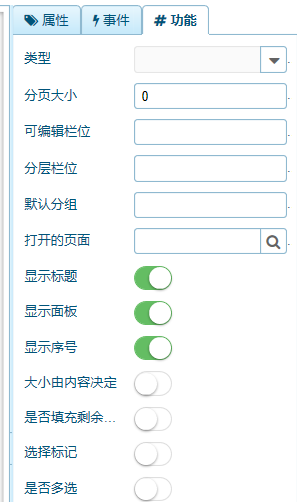 属性 事件 # 功能
类型
分页大小 0
可编辑栏位
分层栏位
默认分组
打开的页面
显示标题
显示面板
显示序号
大小由内容决定
是否填充剩余...
选择标记
是否多选